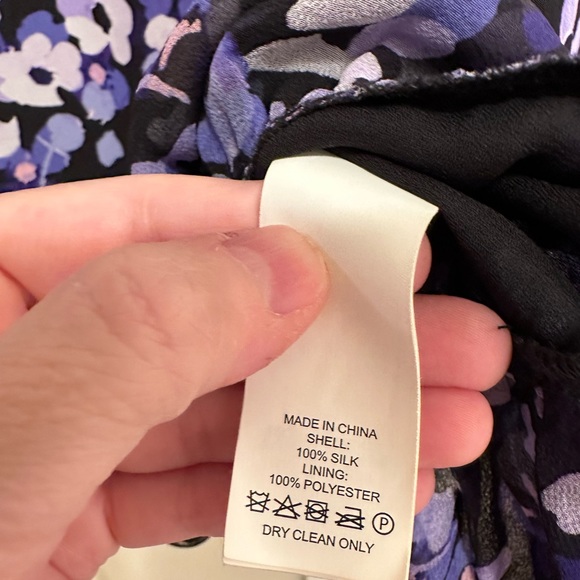 MADE IN CHINA
SHELL:
100% SILK
LINING:
100% POLYESTER
P
DRY CLEAN ONLY